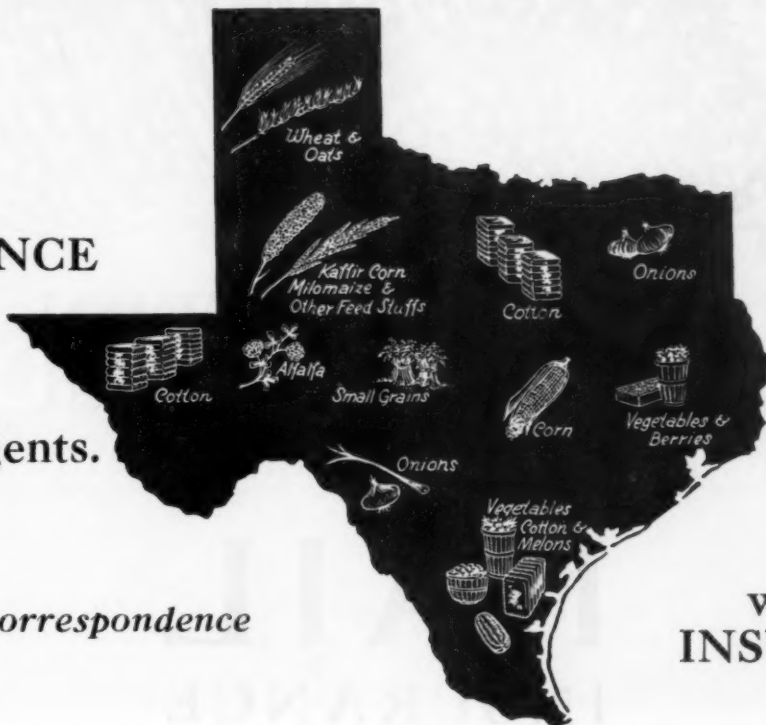 Wheat &
Oats
NCE
Kaffir Corn
Milomaize &
Other Feed Stuffs
Cotton
Onions
Cotton
Alfalfa
Small Grains
Corn
Vegetables &
Berries
ents.
Onions
Vegetables
Cotton &
Melons
orrespondence
INS